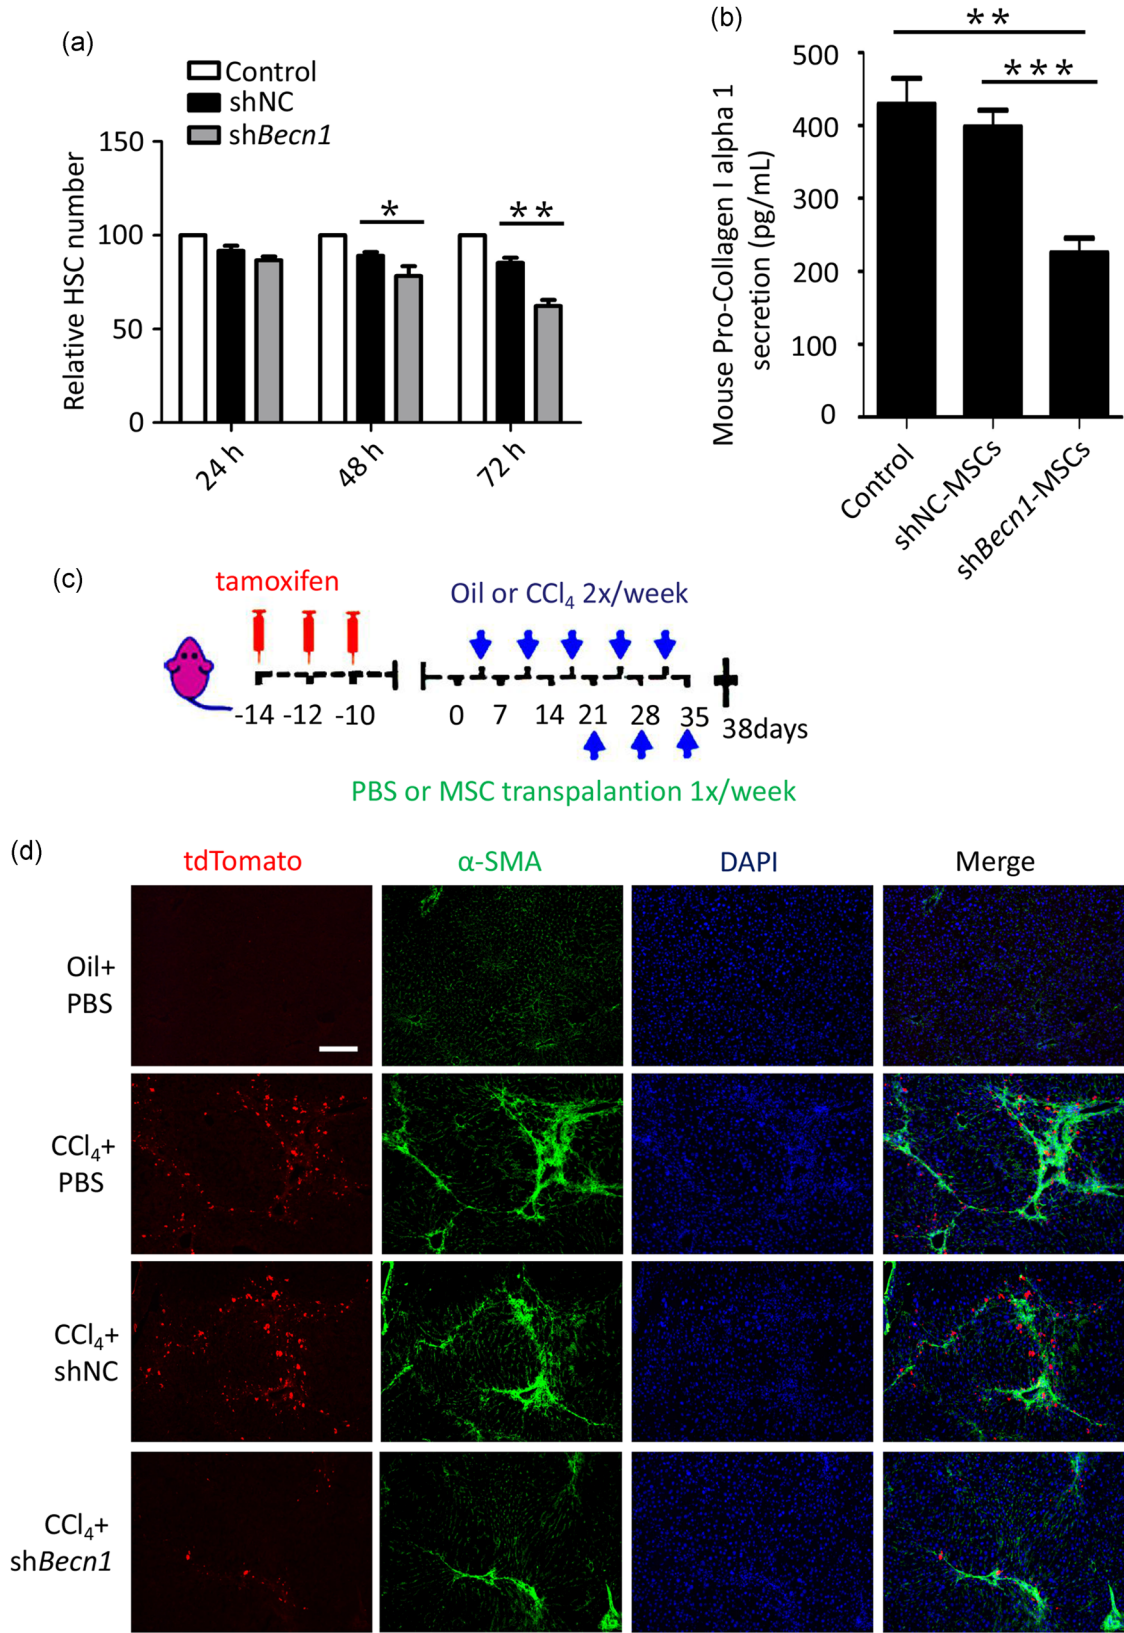 (a)
Control
shNC
shBecn1
Relative HSC number
150
100
50
0
*
**
24 h
48 h
72 h
(b)
**
***
Mouse Pro-Collagen I alpha 1
secretion (pg/mL)
500
400
300
200
100
0
Control
shNC-MSCs
shBecn1-MSCs
(c)
tamoxifen
Oil or CCl4 2x/week
-14 -12 -10 0 7 14 21 28 35 38days
PBS or MSC transpalantion 1x/week
(d)
tdTomato α-SMA DAPI Merge
Oil+
PBS
CCl4+
PBS
CCl4+
shNC
CCl4+
shBecn1